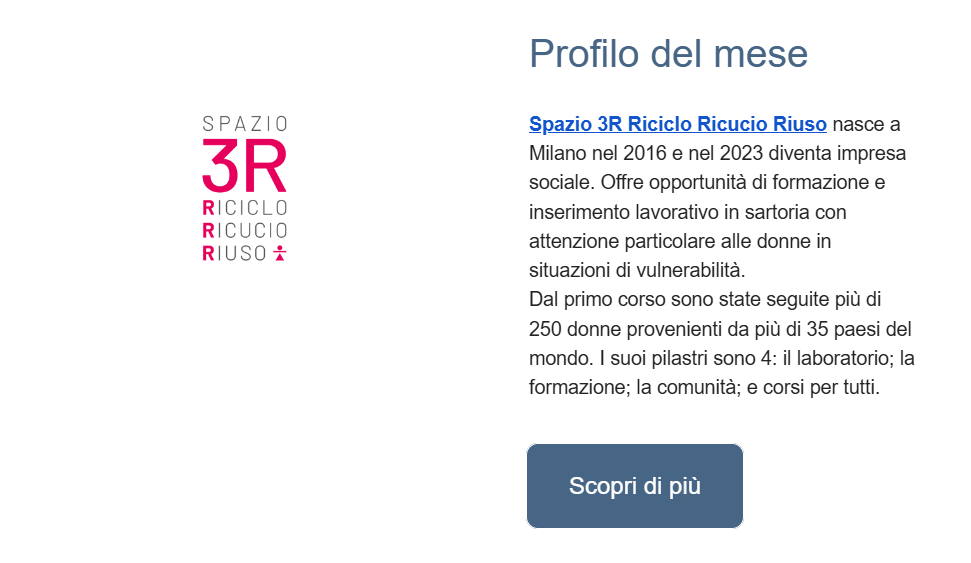 SPAZIO
3R
RICICLO
RICUCIO
RIUSO
Profilo del mese
Spazio 3R Riciclo Ricucio Riuso nasce a
Milano nel 2016 e nel 2023 diventa impresa
sociale. Offre opportunità di formazione e
inserimento lavorativo in sartoria con
attenzione particolare alle donne in
situazioni di vulnerabilità.
Dal primo corso sono state seguite più di
250 donne provenienti da più di 35 paesi del
mondo. I suoi pilastri sono 4: il laboratorio; la
formazione; la comunità; e corsi per tutti.
Scopri di più